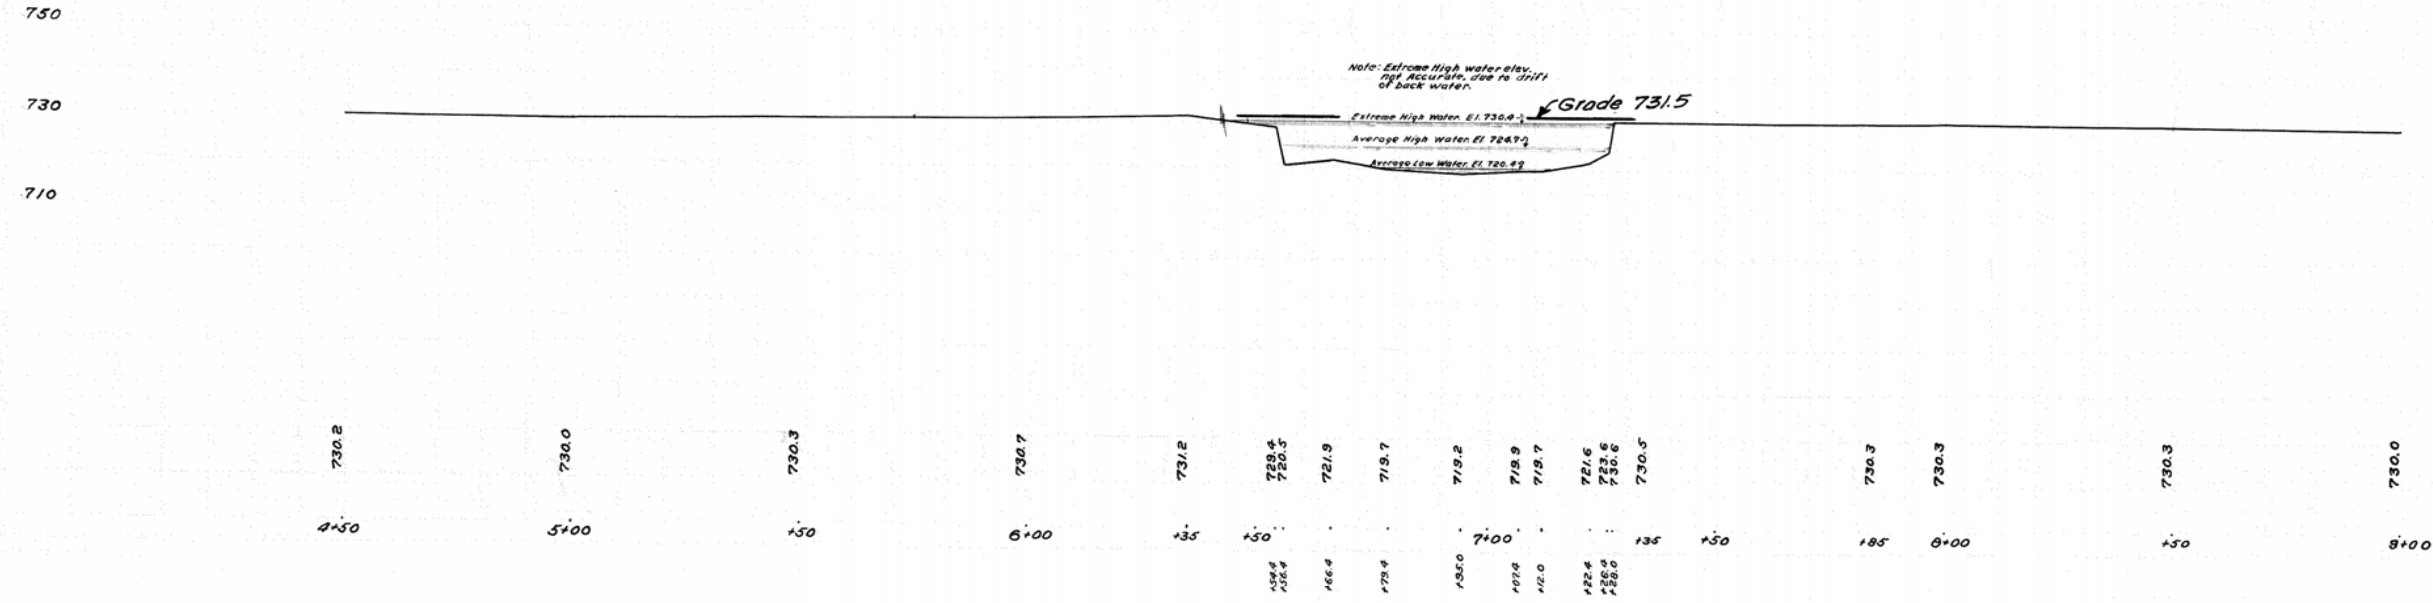 750
Note: Extreme High water elev.
not Accurate, due to drift
of back water.
730
Grade 731.5
Extreme High Water. El. 730.4
Average High Water. El. 724.7
Average Low Water. El. 720.4
710
730.2 730.0 730.3 730.7 731.2 729.4 720.5 721.9 719.7 719.2 719.9 719.7 721.6 723.6 730.6 730.5 730.3 730.3 730.3 730.0
4+50 5+00 +50 6+00 +35 +50 7+00 +35 +50 +85 8+00 +50 9+00
+54.4 +56.4 +66.4 +79.4 +95.0 +07.4 +12.0 +22.4 +26.4 +28.0